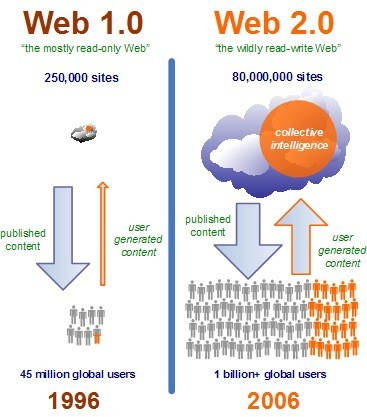 Web 1.0
"the mostly read-only Web"
250,000 sites
published
content
user
generated
content
45 million global users
1996
Web 2.0
"the wildly read-write Web"
80,000,000 sites
collective
intelligence
published
content
user
generated
content
1 billion+ global users
2006